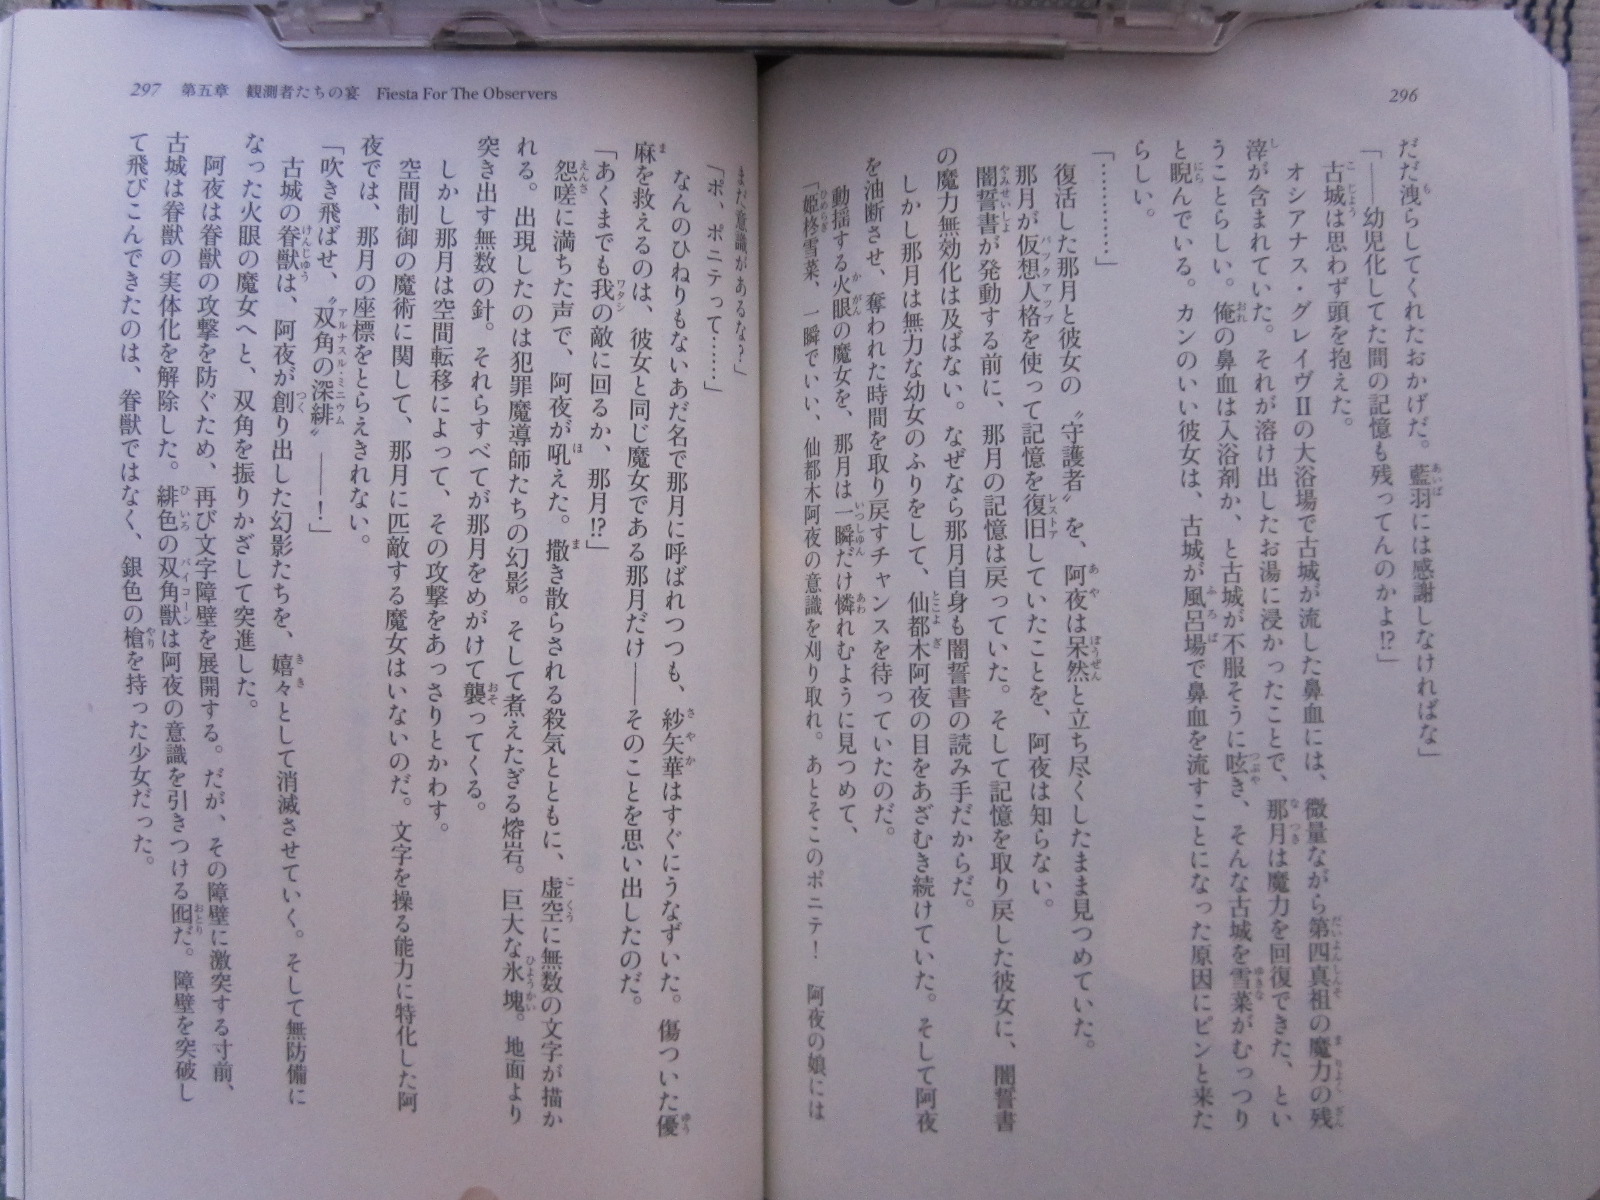 296
だだ洩らしてくれたおかげだ。藍羽には感謝しなければな」
「――幼児化してた間の記憶も残ってんのかよ!?」
古城は思わず頭を抱えた。
オシアナス・グレイヴⅡの大浴場で古城が流した鼻血には、微量ながら第四真祖の魔力の残
滓が含まれていた。それが溶け出したお湯に浸かったことで、那月は魔力を回復できた、とい
うことらしい。俺の鼻血は入浴剤か、と古城が不服そうに呟き、そんな古城を雪菜がむっつり
と睨んでいる。カンのいい彼女は、古城が風呂場で鼻血を流すことになった原因にピンと来た
らしい。
「…………」
復活した那月と彼女の〝守護者〟を、阿夜は呆然と立ち尽くしたまま見つめていた。
那月が仮想人格を使って記憶を復旧していたことを、阿夜は知らない。
闇誓書が発動する前に、那月の記憶は戻っていた。そして記憶を取り戻した彼女に、闇誓書
の魔力無効化は及ばない。なぜなら那月自身も闇誓書の読み手だからだ。
しかし那月は無力な幼女のふりをして、仙都木阿夜の目をあざむき続けていた。そして阿夜
を油断させ、奪われた時間を取り戻すチャンスを待っていたのだ。
動揺する火眼の魔女を、那月は一瞬だけ憐れむように見つめて、
「姫柊雪菜、一瞬でいい、仙都木阿夜の意識を刈り取れ。あとそこのポニテ！　阿夜の娘には
297 第五章 観測者たちの宴 Fiesta For The Observers
まだ意識があるな？」
「ポ、ポニテって……」
なんのひねりもないあだ名で那月に呼ばれつつも、紗矢華はすぐにうなずいた。傷ついた優
麻を救えるのは、彼女と同じ魔女である那月だけ――そのことを思い出したのだ。
「あくまでも我の敵に回るか、那月!?」
怨嗟に満ちた声で、阿夜が吼えた。撒き散らされる殺気とともに、虚空に無数の文字が描か
れる。出現したのは犯罪魔導師たちの幻影。そして煮えたぎる熔岩。巨大な氷塊。地面より
突き出す無数の針。それらすべてが那月をめがけて襲ってくる。
しかし那月は空間転移によって、その攻撃をあっさりとかわす。
空間制御の魔術に関して、那月に匹敵する魔女はいないのだ。文字を操る能力に特化した阿
夜では、那月の座標をとらえきれない。
「吹き飛ばせ、〝双角の深緋〟――！」
古城の眷獣は、阿夜が創り出した幻影たちを、嬉々として消滅させていく。そして無防備に
なった火眼の魔女へと、双角を振りかざして突進した。
阿夜は眷獣の攻撃を防ぐため、再び文字障壁を展開する。だが、その障壁に激突する寸前、
古城は眷獣の実体化を解除した。緋色の双角獣は阿夜の意識を引きつける囮だ。障壁を突破し
て飛びこんできたのは、眷獣ではなく、銀色の槍を持った少女だった。